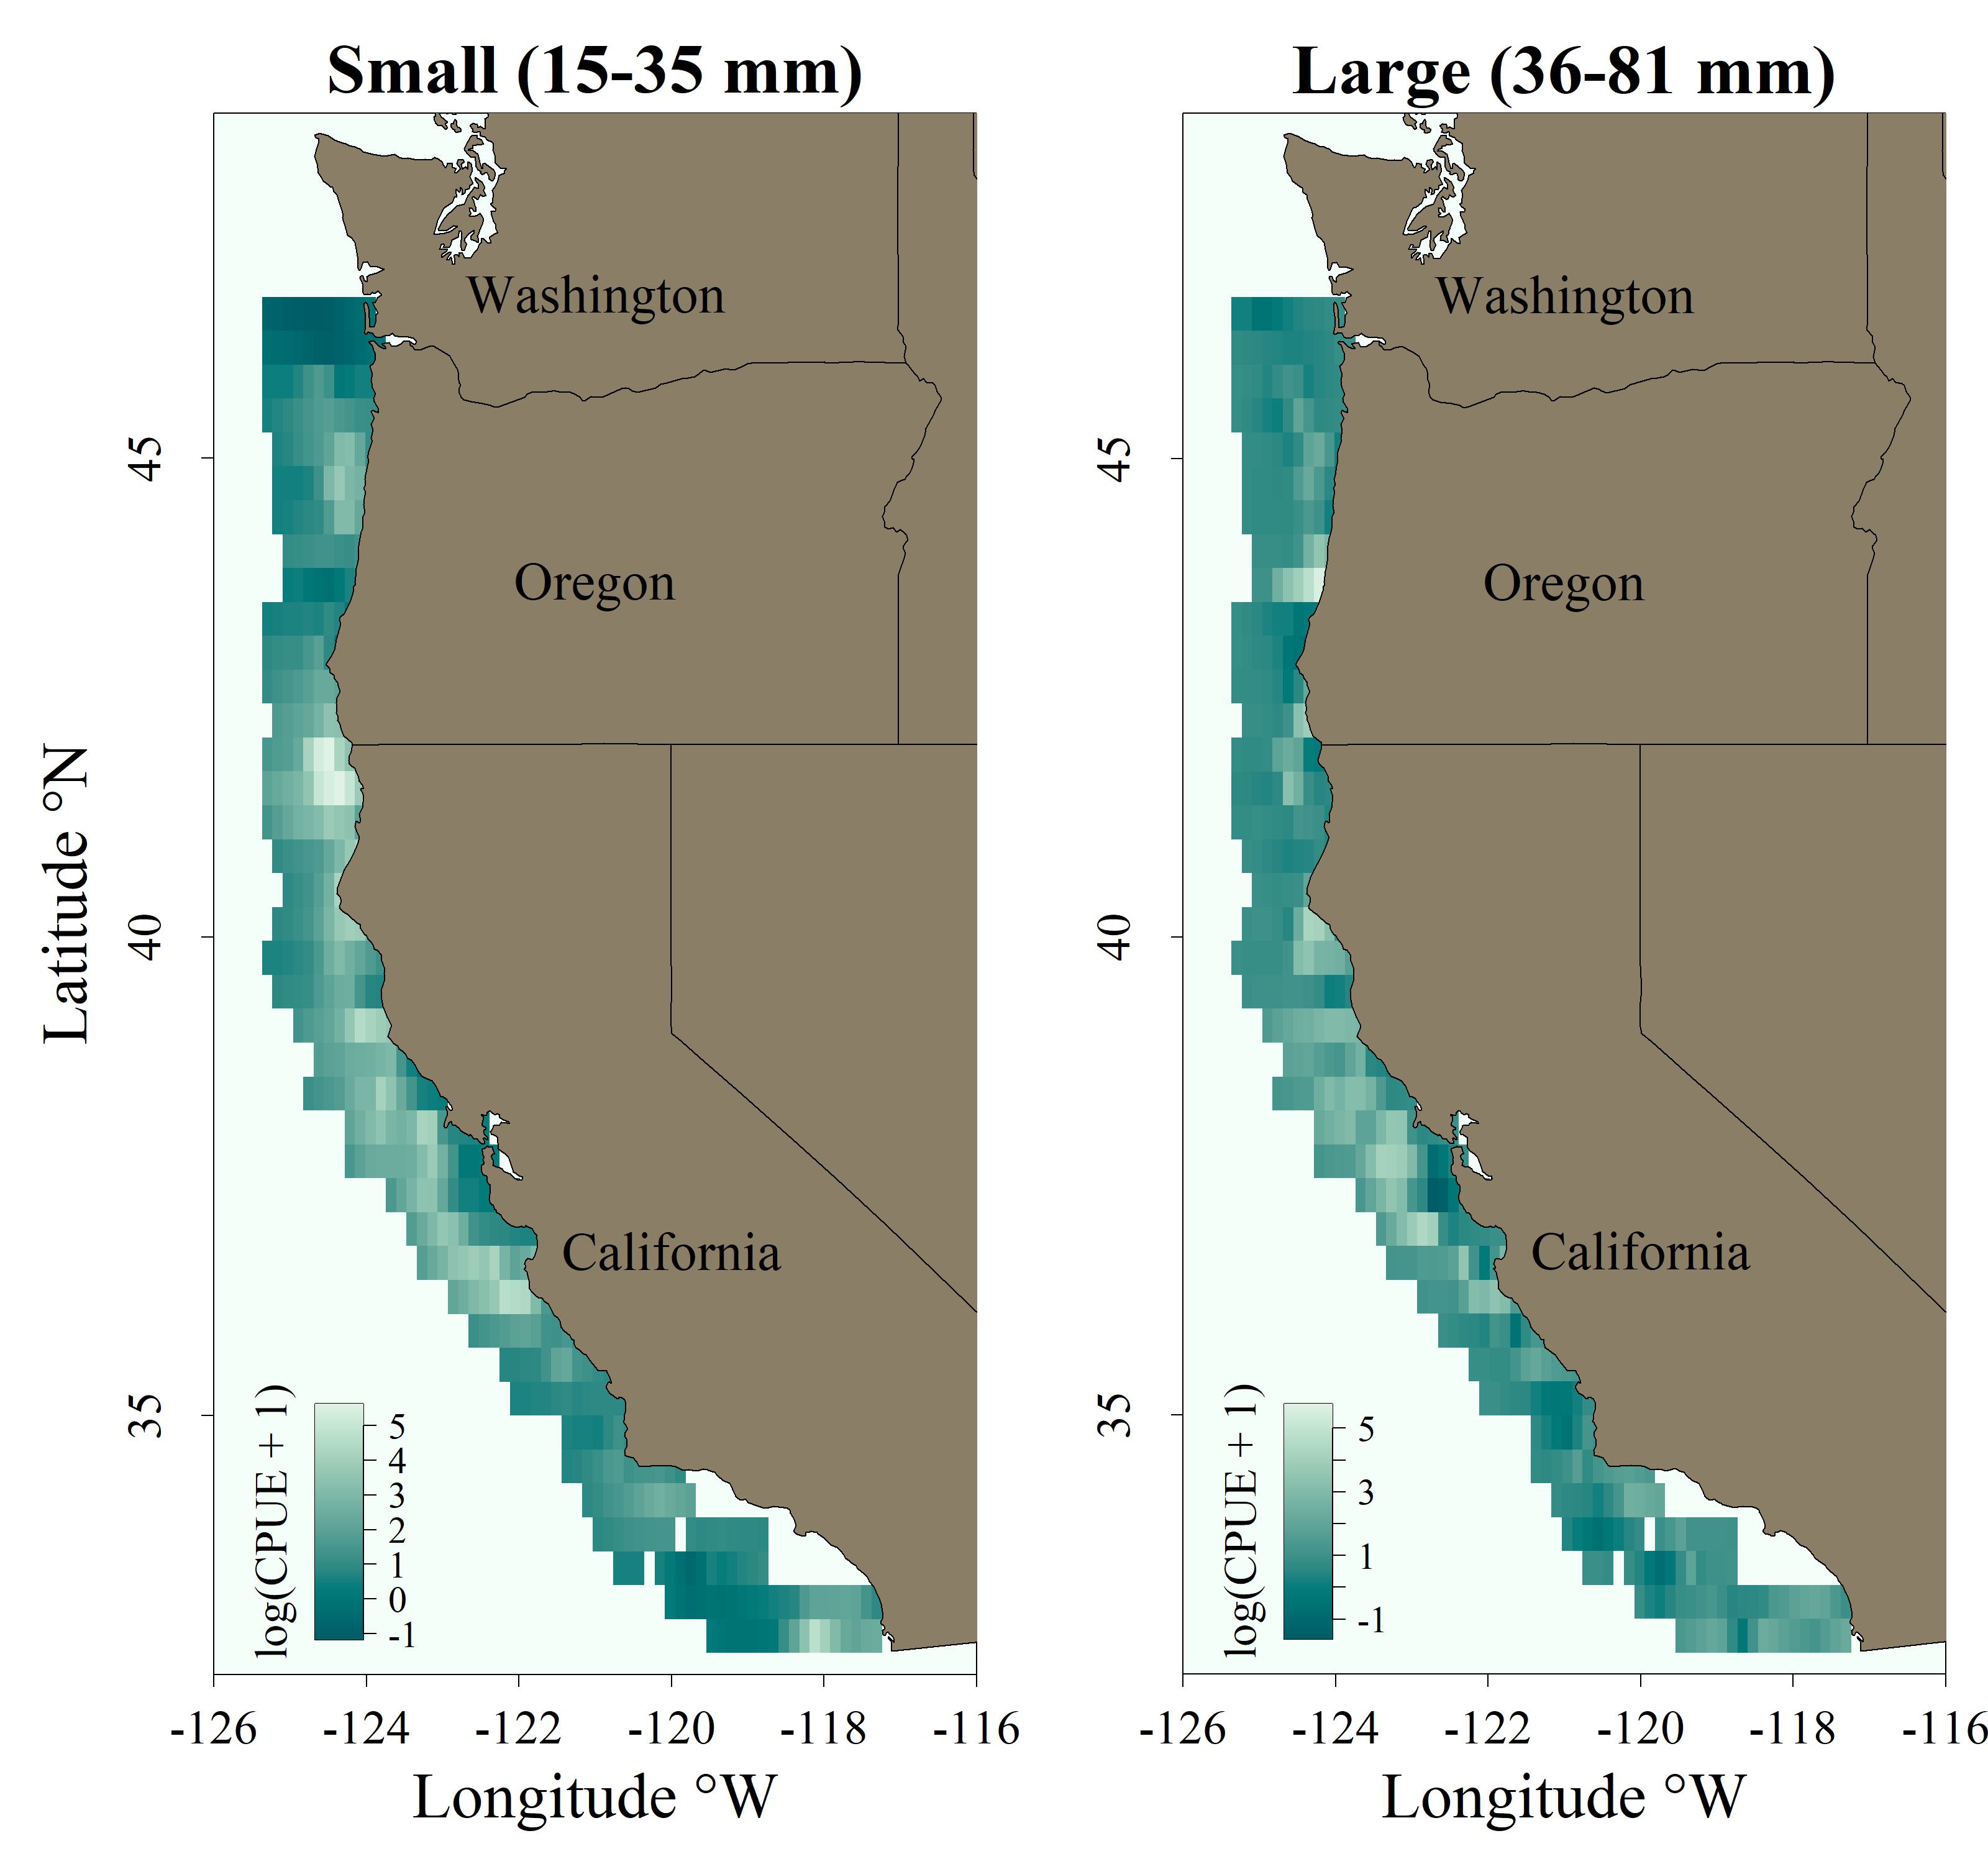 Small (15-35 mm)
Large (36-81 mm)
Washington
Oregon
California
Latitude °N
45
40
35
log(CPUE + 1)
5
4
3
2
1
0
-1
-126
-124
-122
-120
-118
-116
Longitude °W
Washington
Oregon
California
45
40
35
log(CPUE + 1)
5
3
1
-1
-126
-124
-122
-120
-118
-116
Longitude °W